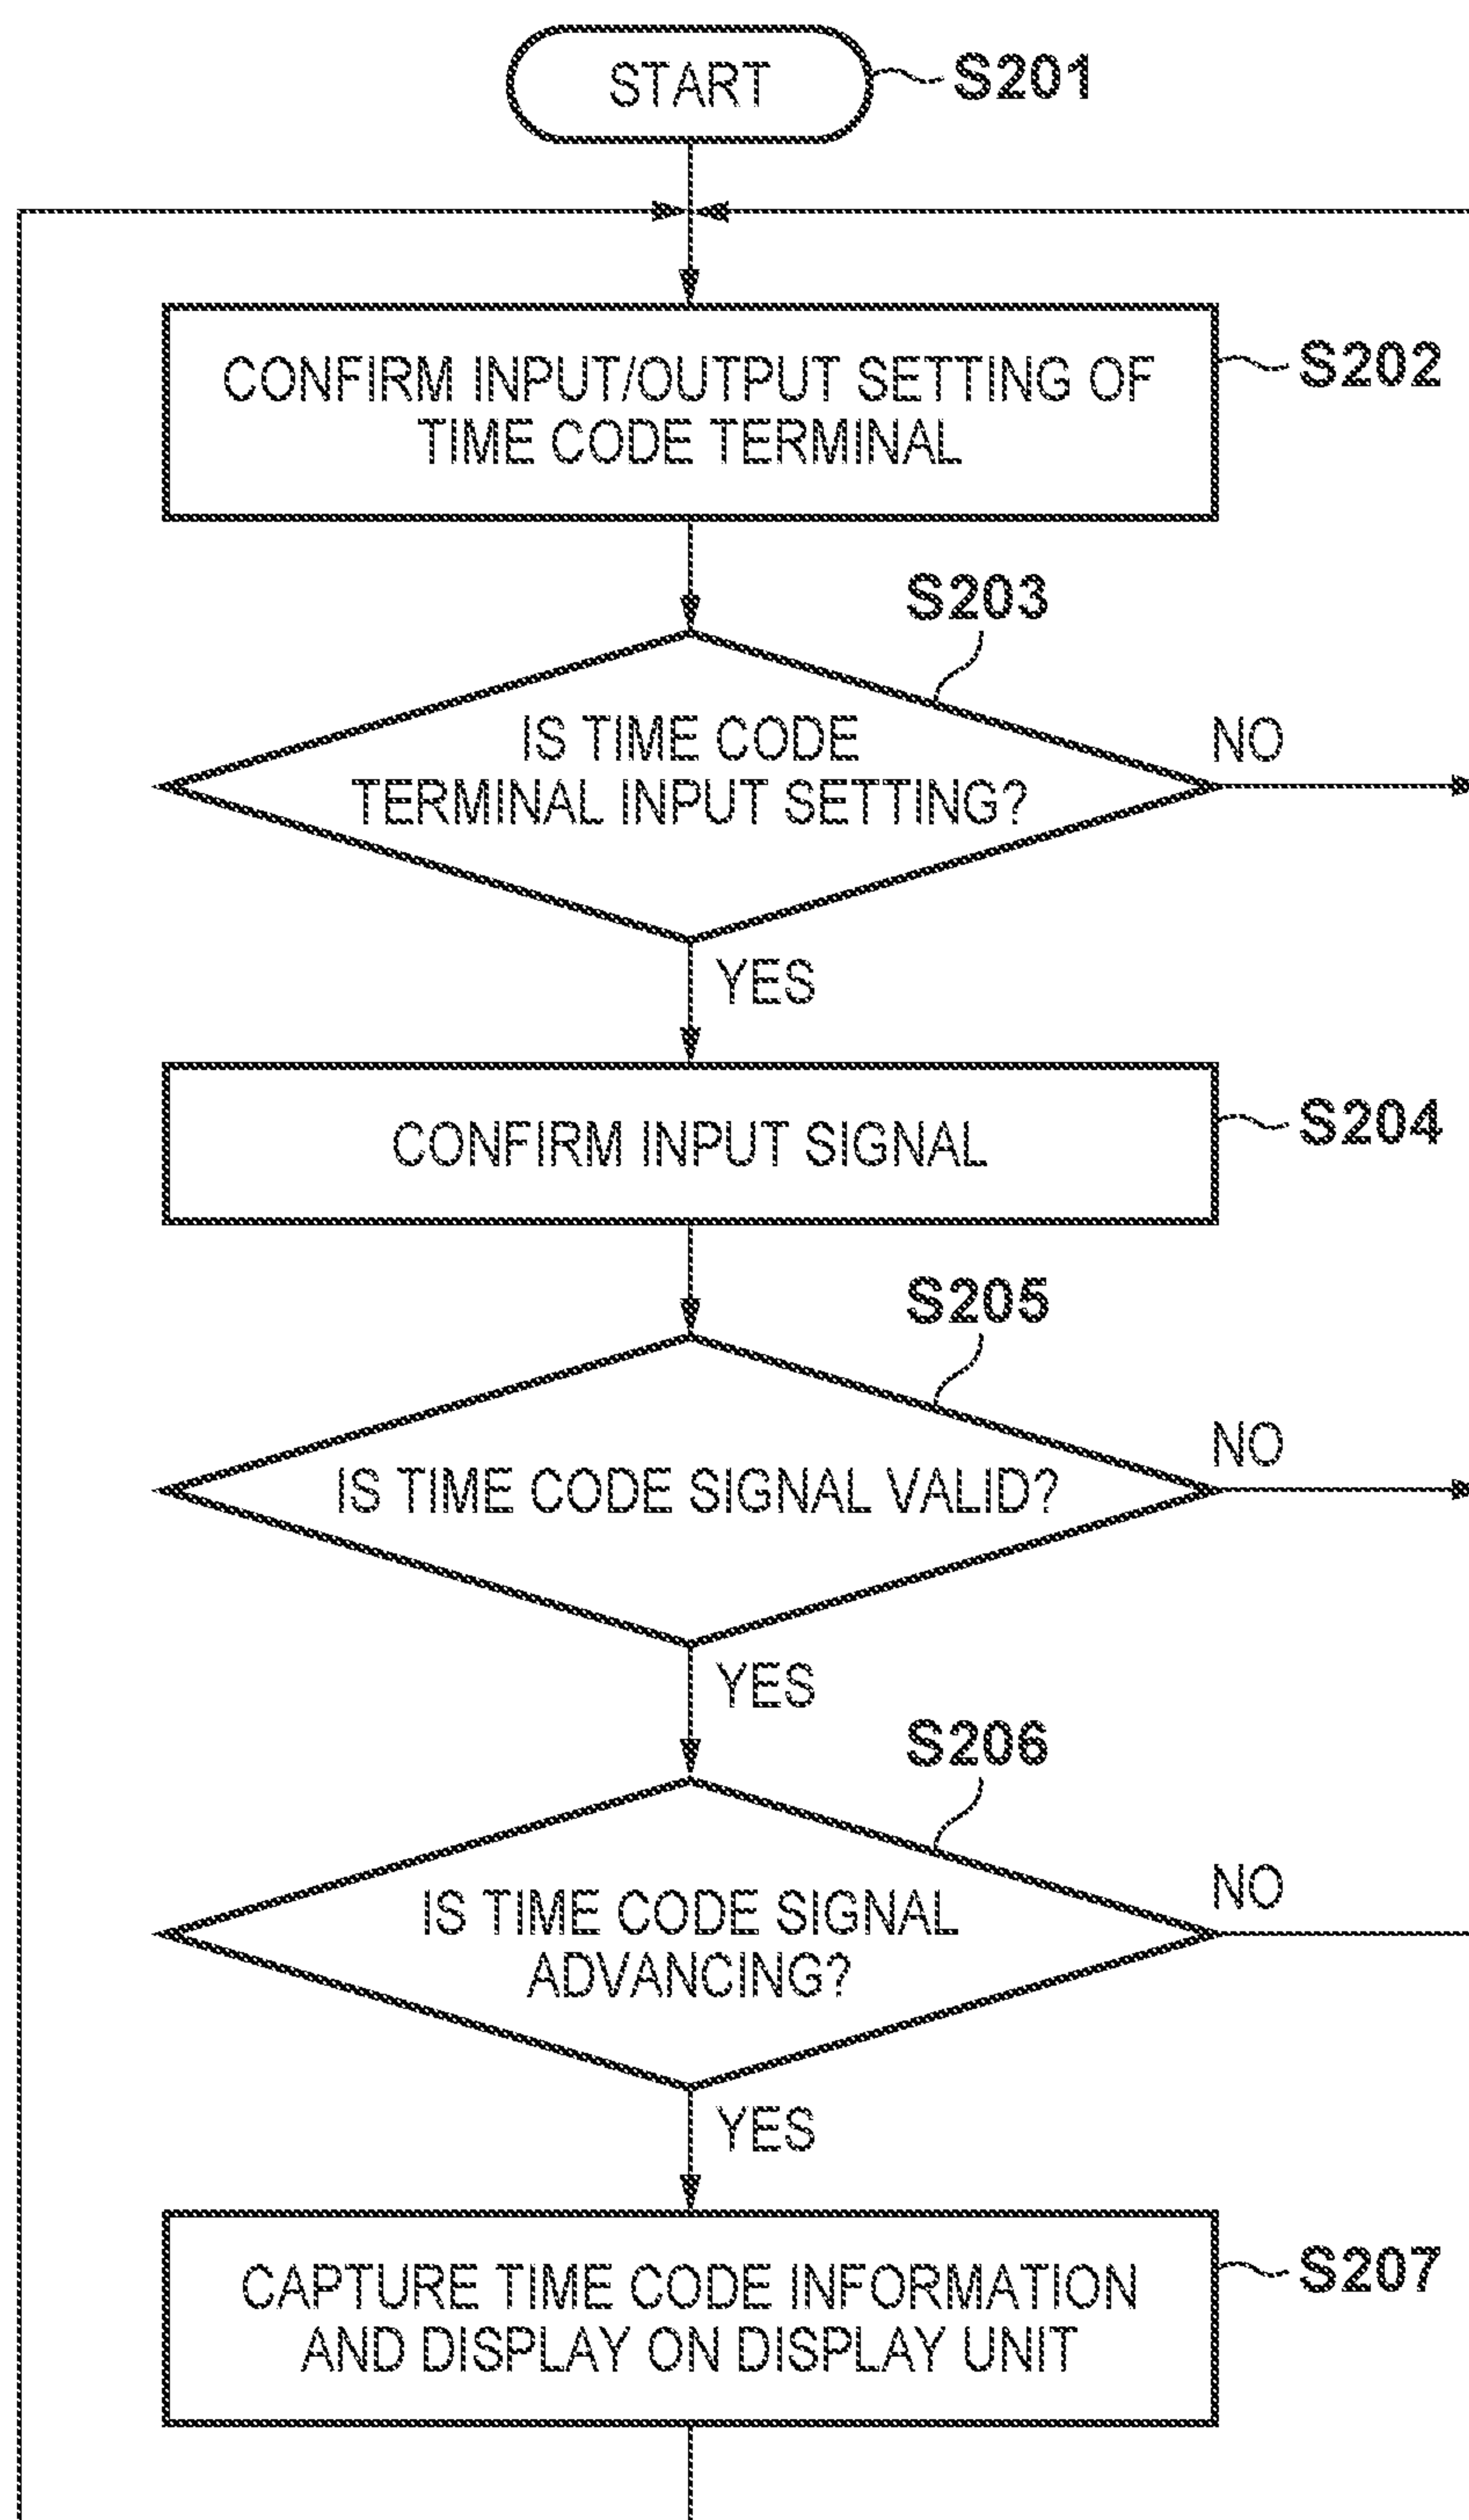 START
S201
CONFIRM INPUT/OUTPUT SETTING OF
TIME CODE TERMINAL
S202
S203
IS TIME CODE
TERMINAL INPUT SETTING?
NO
YES
CONFIRM INPUT SIGNAL
S204
S205
IS TIME CODE SIGNAL VALID?
NO
YES
S206
IS TIME CODE SIGNAL
ADVANCING?
NO
YES
CAPTURE TIME CODE INFORMATION
AND DISPLAY ON DISPLAY UNIT
S207